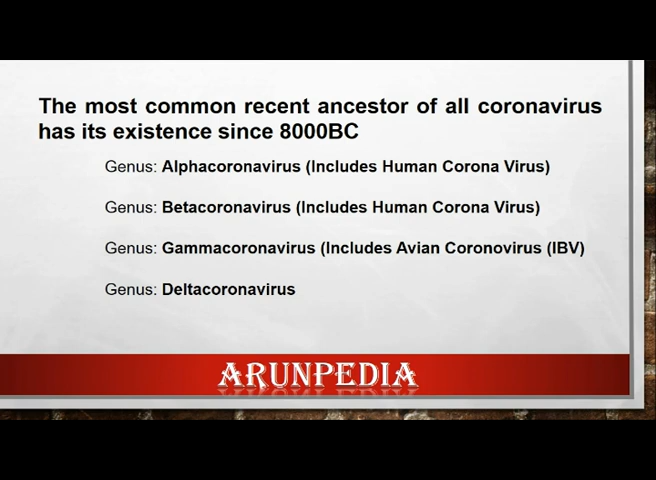 The most common recent ancestor of all coronavirus
has its existence since 8000BC
Genus: Alphacoronavirus (Includes Human Corona Virus)
Genus: Betacoronavirus (Includes Human Corona Virus)
Genus: Gammacoronavirus (Includes Avian Coronovirus (IBV)
Genus: Deltacoronavirus
ARUNPEDIA